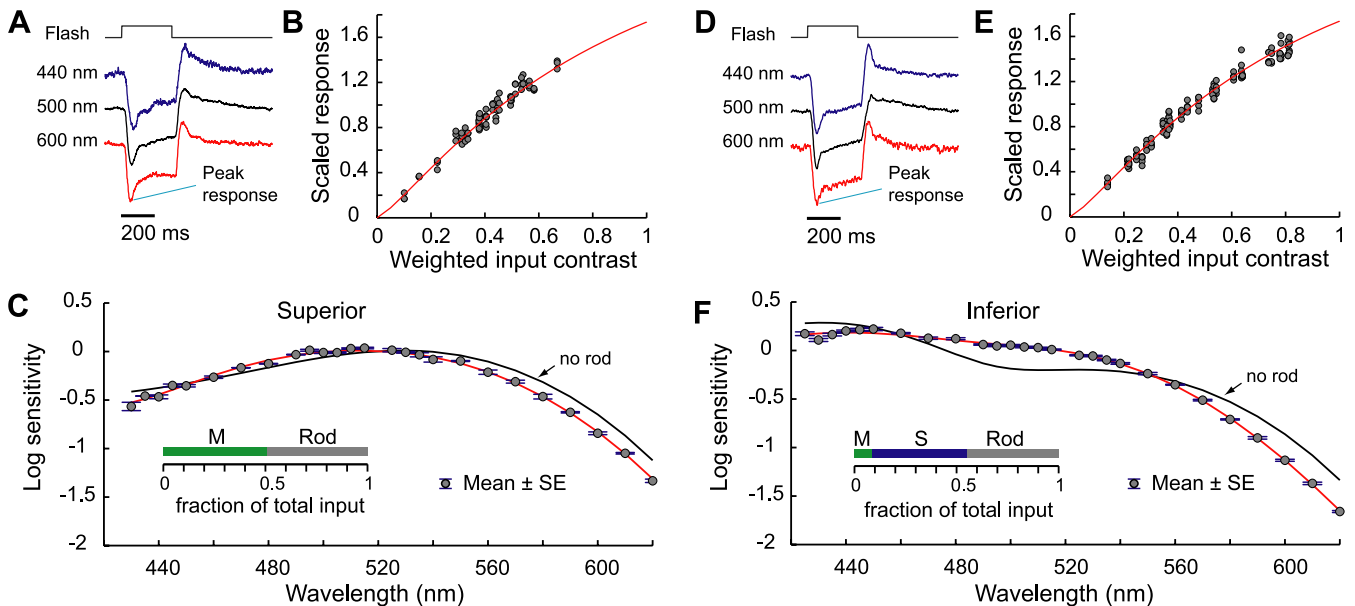 A
Flash
440 nm
500 nm
600 nm
Peak
response
200 ms
B
Scaled response
1.6
1.2
0.8
0.4
0
0 0.2 0.4 0.6 0.8 1
Weighted input contrast
D
Flash
440 nm
500 nm
600 nm
Peak
response
200 ms
E
Scaled response
1.6
1.2
0.8
0.4
0
0 0.2 0.4 0.6 0.8 1
Weighted input contrast
C
Superior
Log sensitivity
0.5
0
-0.5
-1
-1.5
-2
no rod
M Rod
0 0.5 1
fraction of total input
Mean ± SE
440 480 520 560 600
Wavelength (nm)
F
Inferior
Log sensitivity
0.5
0
-0.5
-1
-1.5
-2
no rod
M S Rod
0 0.5 1
fraction of total input
Mean ± SE
440 480 520 560 600
Wavelength (nm)